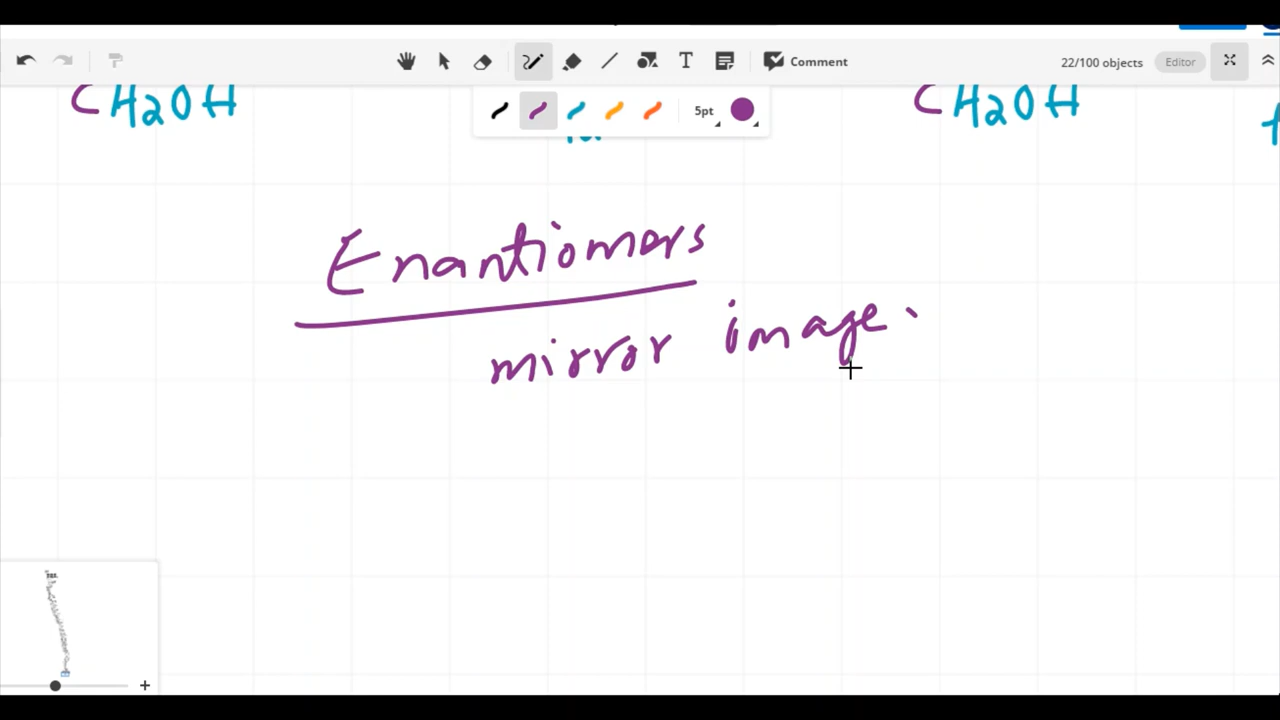 Comment
22/100 objects
Editor
CH2OH
CH2OH
5pt
Enantiomers
mirror image.